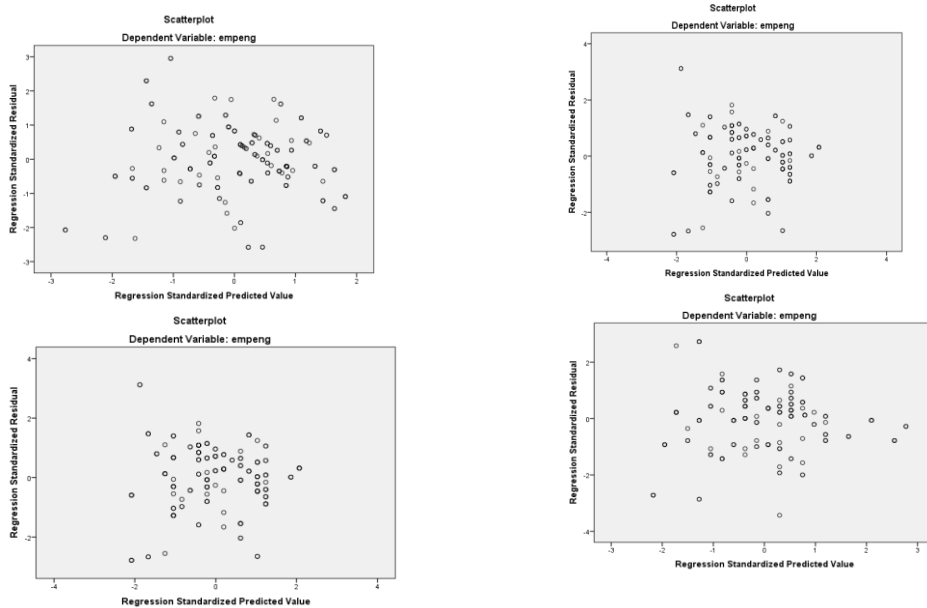 Scatterplot
Dependent Variable: empeng
Regression Standardized Residual
3
2
1
0
-1
-2
-3
-3 -2 -1 0 1 2
Regression Standardized Predicted Value
Scatterplot
Dependent Variable: empeng
Regression Standardized Residual
4
2
0
-2
-4 -2 0 2 4
Regression Standardized Predicted Value
Scatterplot
Dependent Variable: empeng
Regression Standardized Residual
4
2
0
-2
-4 -2 0 2 4
Regression Standardized Predicted Value
Scatterplot
Dependent Variable: empeng
Regression Standardized Residual
2
0
-2
-4
-3 -2 -1 0 1 2 3
Regression Standardized Predicted Value